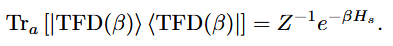 Tr_a [|TFD(β)⟩ ⟨TFD(β)|] = Z^{-1}e^{-βH_s}.